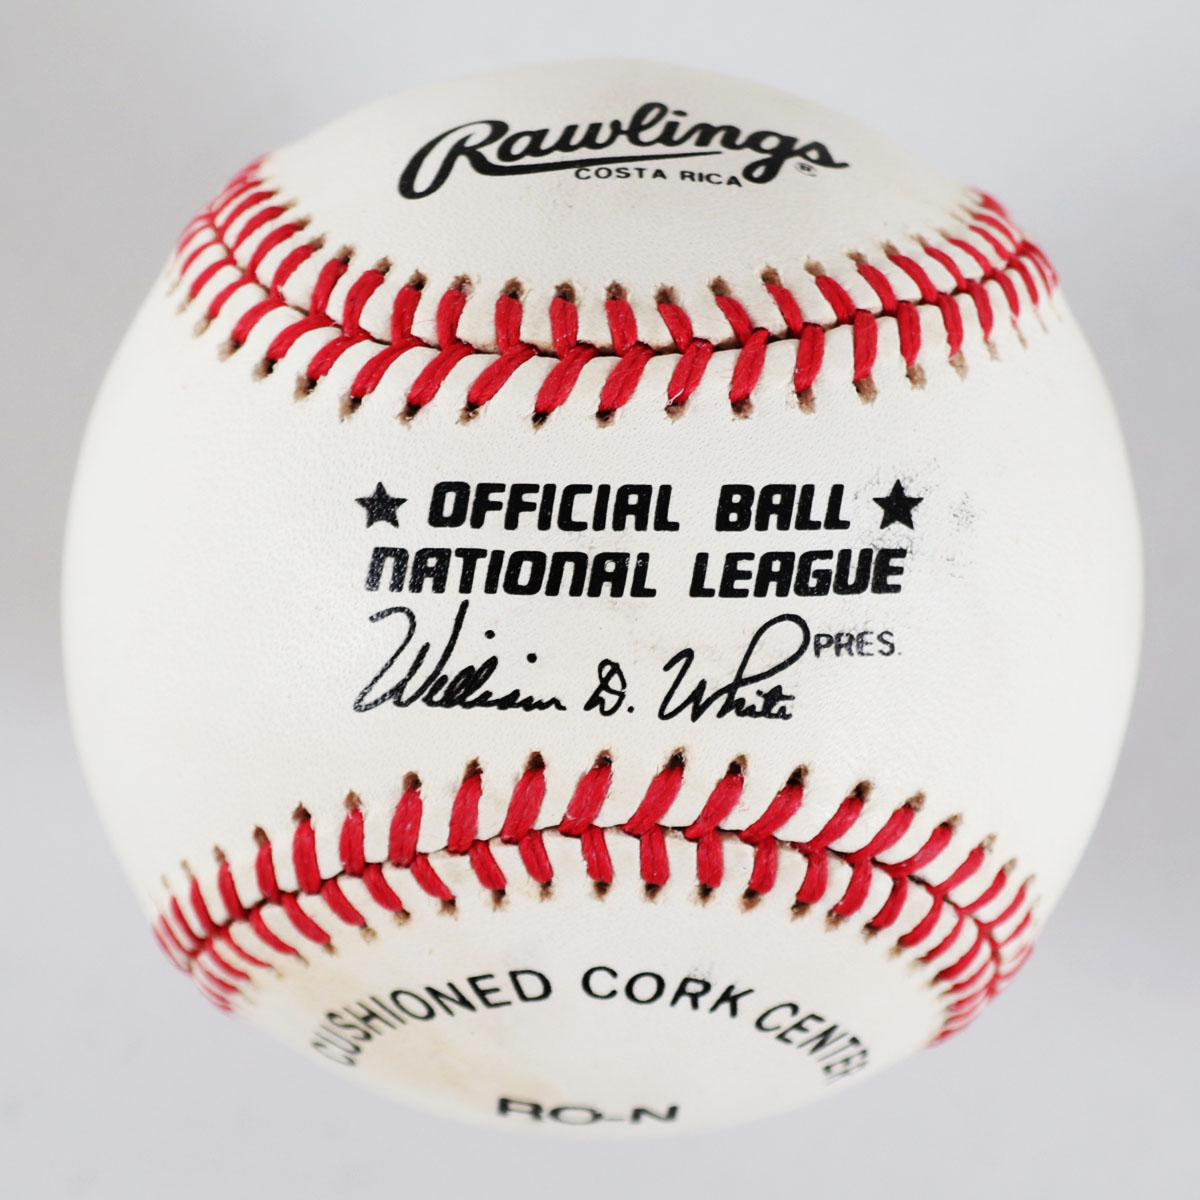 Rawlings ®
COSTA RICA
★ OFFICIAL BALL ★
NATIONAL LEAGUE
William D. White PRES.
CUSHIONED CORK CENTER
RO-N